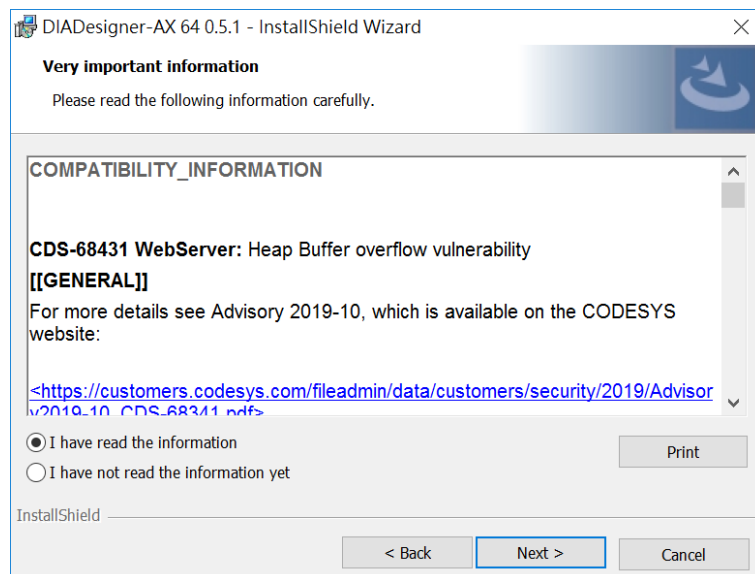 DIADesigner-AX 64 0.5.1 - InstallShield Wizard
Very important information
Please read the following information carefully.
COMPATIBILITY_INFORMATION
CDS-68431 WebServer: Heap Buffer overflow vulnerability
[[GENERAL]]
For more details see Advisory 2019-10, which is available on the CODESYS
website:
<https://customers.codesys.com/fileadmin/data/customers/security/2019/Advisor
y2019-10_CDS-68341.pdf>
I have read the information
Print
I have not read the information yet
InstallShield
< Back
Next >
Cancel